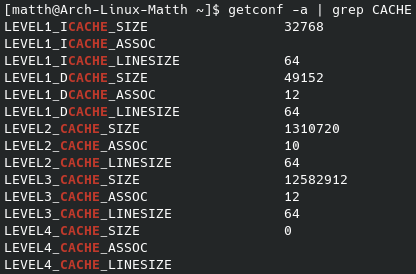 [matth@Arch-Linux-Matth ~]$ getconf -a | grep CACHE
LEVEL1_ICACHE_SIZE                 32768
LEVEL1_ICACHE_ASSOC
LEVEL1_ICACHE_LINESIZE             64
LEVEL1_DCACHE_SIZE                 49152
LEVEL1_DCACHE_ASSOC                12
LEVEL1_DCACHE_LINESIZE             64
LEVEL2_CACHE_SIZE                  1310720
LEVEL2_CACHE_ASSOC                 10
LEVEL2_CACHE_LINESIZE              64
LEVEL3_CACHE_SIZE                  12582912
LEVEL3_CACHE_ASSOC                 12
LEVEL3_CACHE_LINESIZE              64
LEVEL4_CACHE_SIZE                  0
LEVEL4_CACHE_ASSOC
LEVEL4_CACHE_LINESIZE